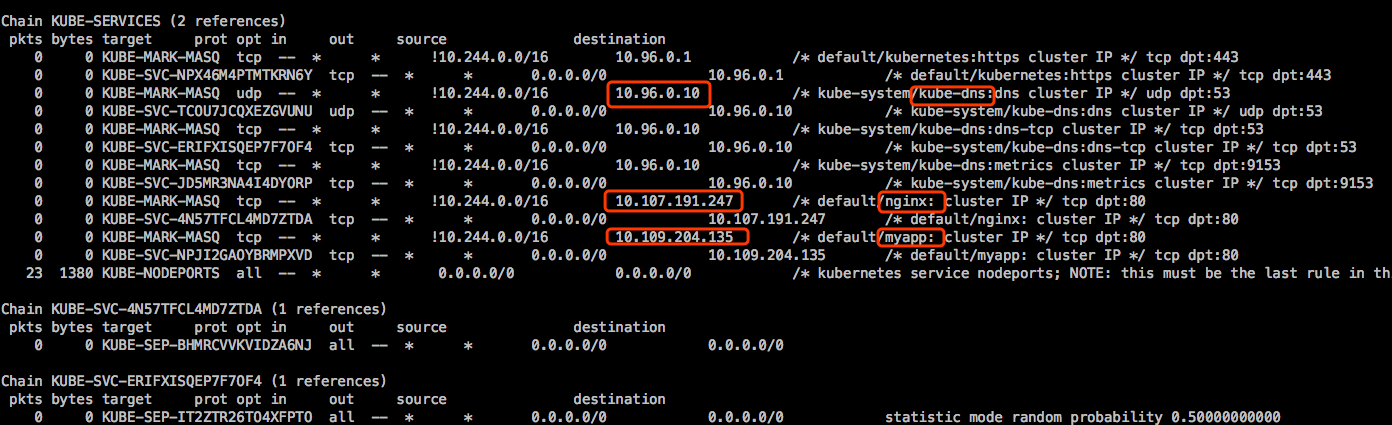 Chain KUBE-SERVICES (2 references)
pkts bytes target prot opt in out source destination
0 0 KUBE-MARK-MASQ tcp -- * * !10.244.0.0/16 10.96.0.1 /* default/kubernetes:https cluster IP */ tcp dpt:443
0 0 KUBE-SVC-NPX46M4PTMTKRN6Y tcp -- * * 0.0.0.0/0 10.96.0.1 /* default/kubernetes:https cluster IP */ tcp dpt:443
0 0 KUBE-MARK-MASQ udp -- * * !10.244.0.0/16 10.96.0.10 /* kube-system/kube-dns:dns cluster IP */ udp dpt:53
0 0 KUBE-SVC-TCOU7JCQXEZGVUNU udp -- * * 0.0.0.0/0 10.96.0.10 /* kube-system/kube-dns:dns cluster IP */ udp dpt:53
0 0 KUBE-MARK-MASQ tcp -- * * !10.244.0.0/16 10.96.0.10 /* kube-system/kube-dns:dns-tcp cluster IP */ tcp dpt:53
0 0 KUBE-SVC-ERIFXISQEP7F7OF4 tcp -- * * 0.0.0.0/0 10.96.0.10 /* kube-system/kube-dns:dns-tcp cluster IP */ tcp dpt:53
0 0 KUBE-MARK-MASQ tcp -- * * !10.244.0.0/16 10.96.0.10 /* kube-system/kube-dns:metrics cluster IP */ tcp dpt:9153
0 0 KUBE-SVC-JD5MR3NA4I4DYORP tcp -- * * 0.0.0.0/0 10.96.0.10 /* kube-system/kube-dns:metrics cluster IP */ tcp dpt:9153
0 0 KUBE-MARK-MASQ tcp -- * * !10.244.0.0/16 10.107.191.247 /* default/nginx: cluster IP */ tcp dpt:80
0 0 KUBE-SVC-4N57TFCL4MD7ZTDA tcp -- * * 0.0.0.0/0 10.107.191.247 /* default/nginx: cluster IP */ tcp dpt:80
0 0 KUBE-MARK-MASQ tcp -- * * !10.244.0.0/16 10.109.204.135 /* default/myapp: cluster IP */ tcp dpt:80
0 0 KUBE-SVC-NPJI2GAOYBRMPXVD tcp -- * * 0.0.0.0/0 10.109.204.135 /* default/myapp: cluster IP */ tcp dpt:80
23 1380 KUBE-NODEPORTS all -- * * 0.0.0.0/0 0.0.0.0/0 /* kubernetes service nodeports; NOTE: this must be the last rule in th
Chain KUBE-SVC-4N57TFCL4MD7ZTDA (1 references)
pkts bytes target prot opt in out source destination
0 0 KUBE-SEP-BHMRCVVKVIDZA6NJ all -- * * 0.0.0.0/0 0.0.0.0/0
Chain KUBE-SVC-ERIFXISQEP7F7OF4 (1 references)
pkts bytes target prot opt in out source destination
0 0 KUBE-SEP-IT2ZTR26TO4XFPTO all -- * * 0.0.0.0/0 0.0.0.0/0 statistic mode random probability 0.50000000000